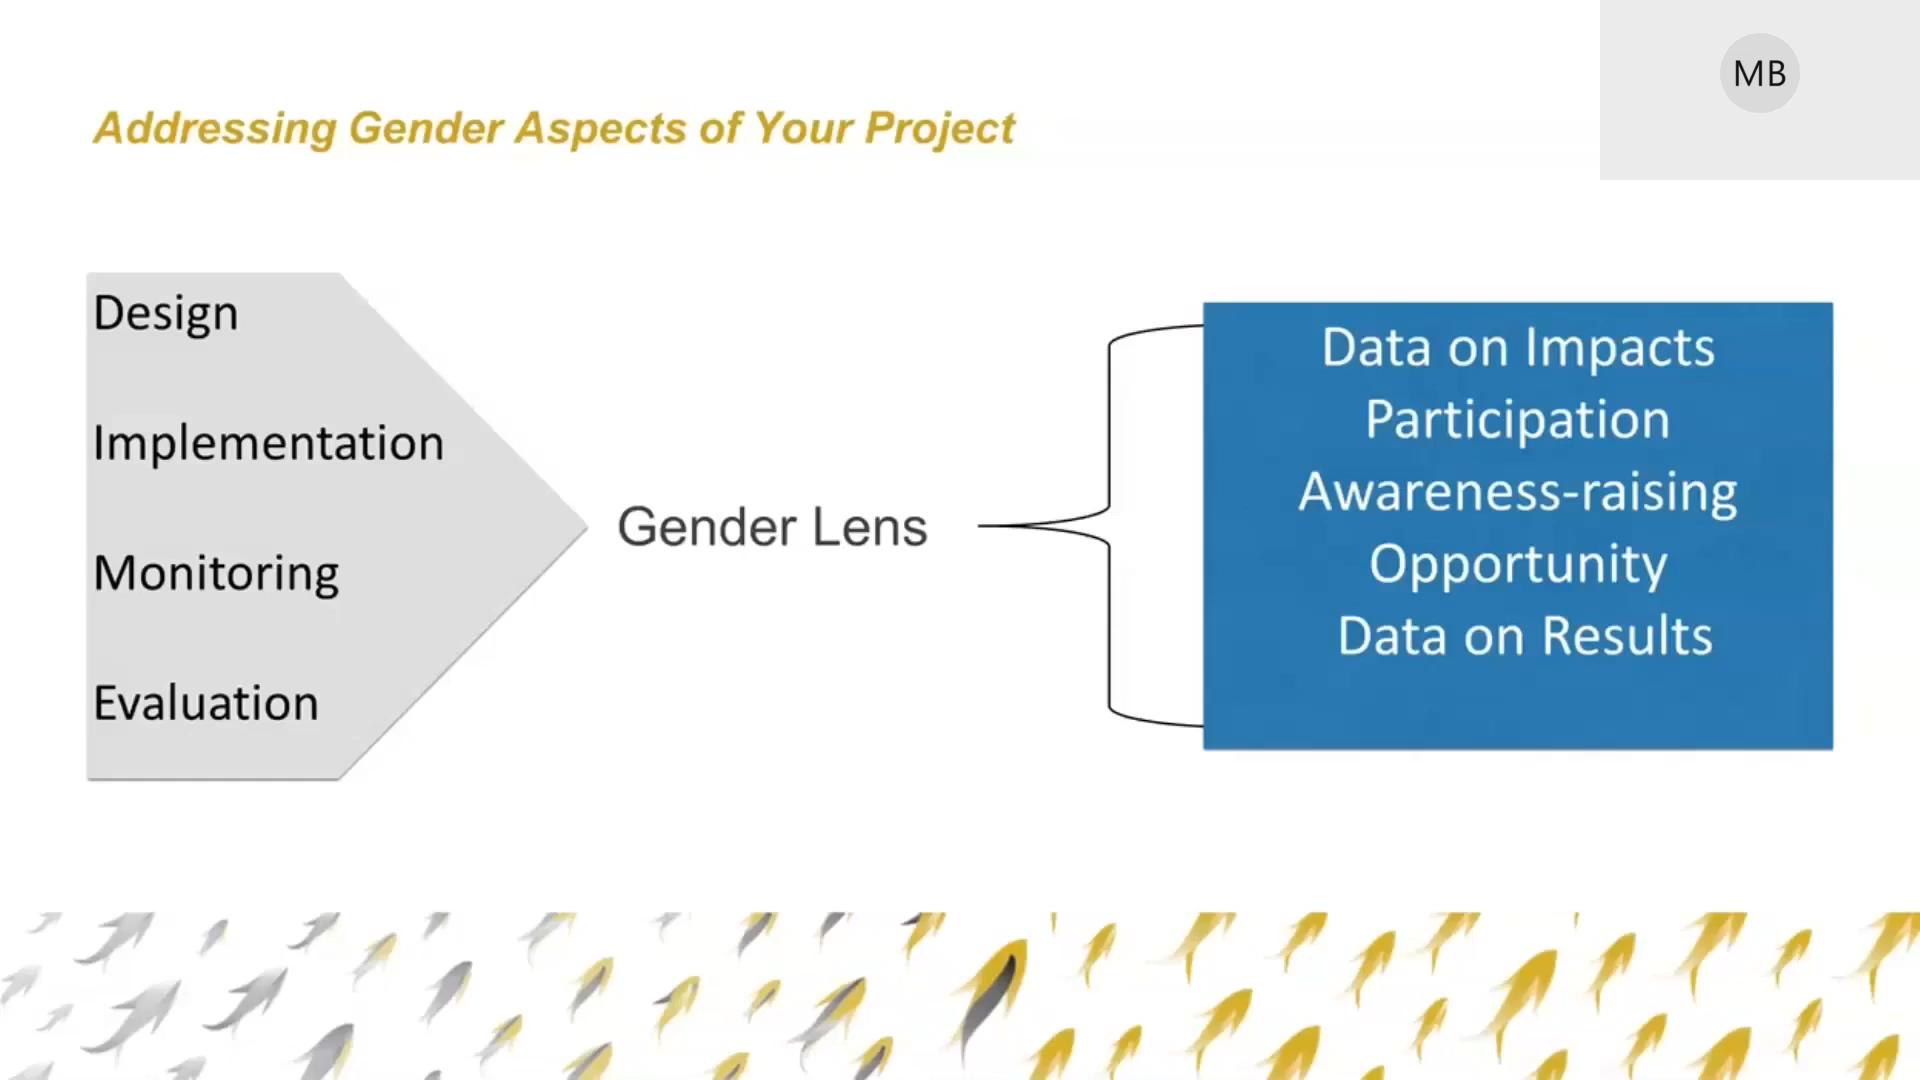 MB
Addressing Gender Aspects of Your Project
Design
Implementation
Monitoring
Evaluation
Gender Lens
Data on Impacts
Participation
Awareness-raising
Opportunity
Data on Results